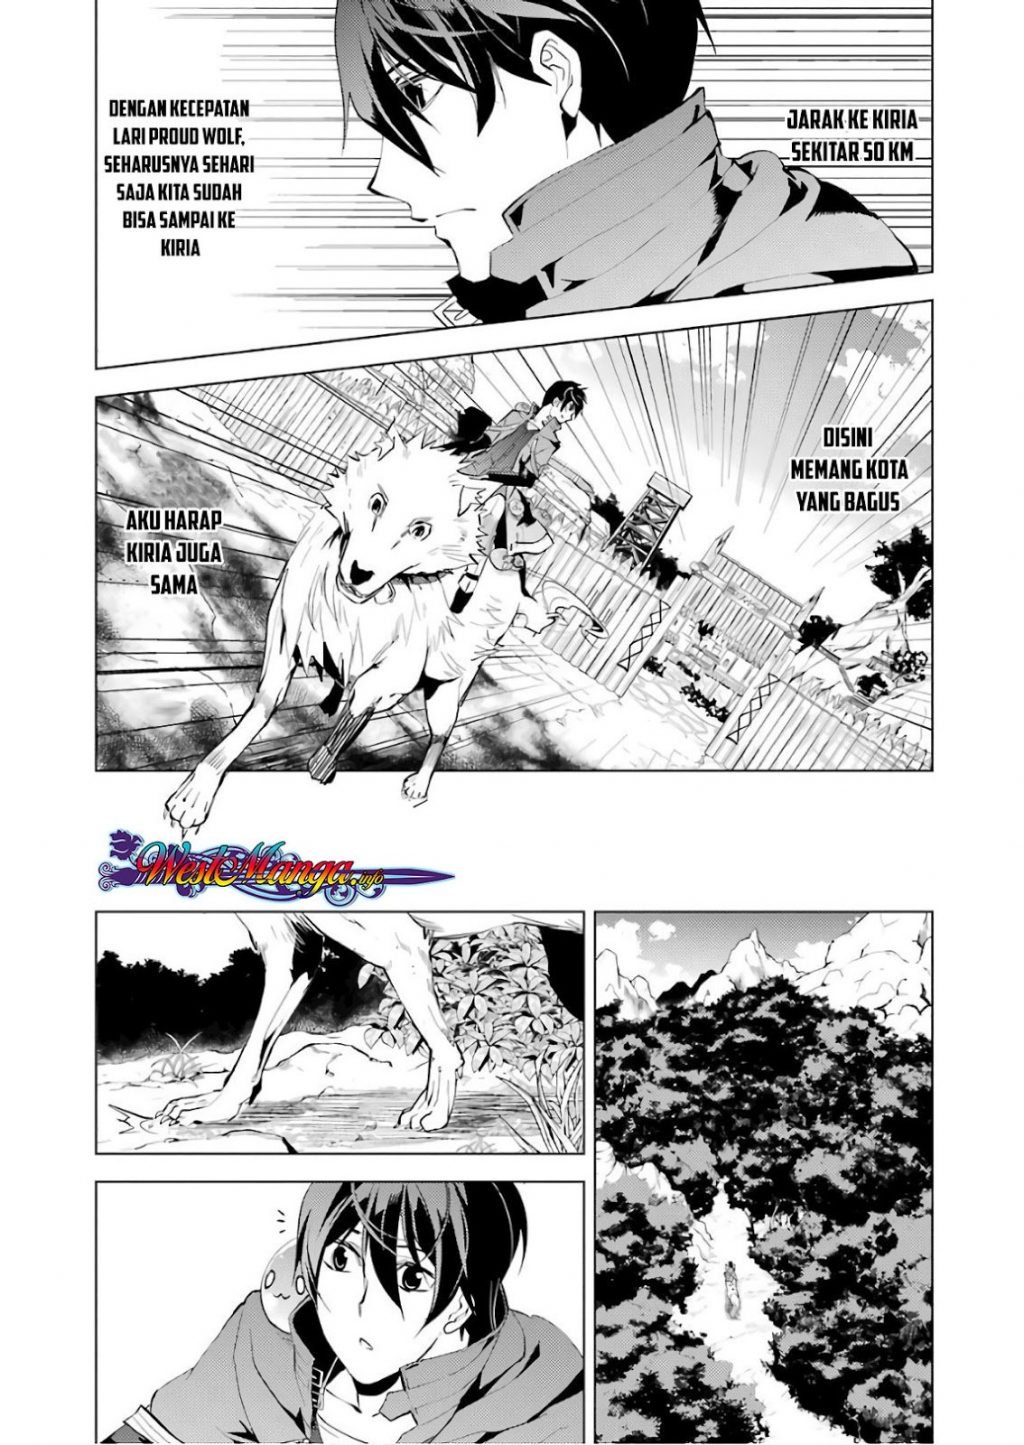 JARAK KE KIRIA
SEKITAR 50 KM
DENGAN KECEPATAN
LARI PROUD WOLF,
SEHARUSNYA SEHARI
SAJA KITA SUDAH
BISA SAMPAI KE
KIRIA
DISINI
MEMANG KOTA
YANG BAGUS
AKU HARAP
KIRIA JUGA
SAMA
WestManga.info